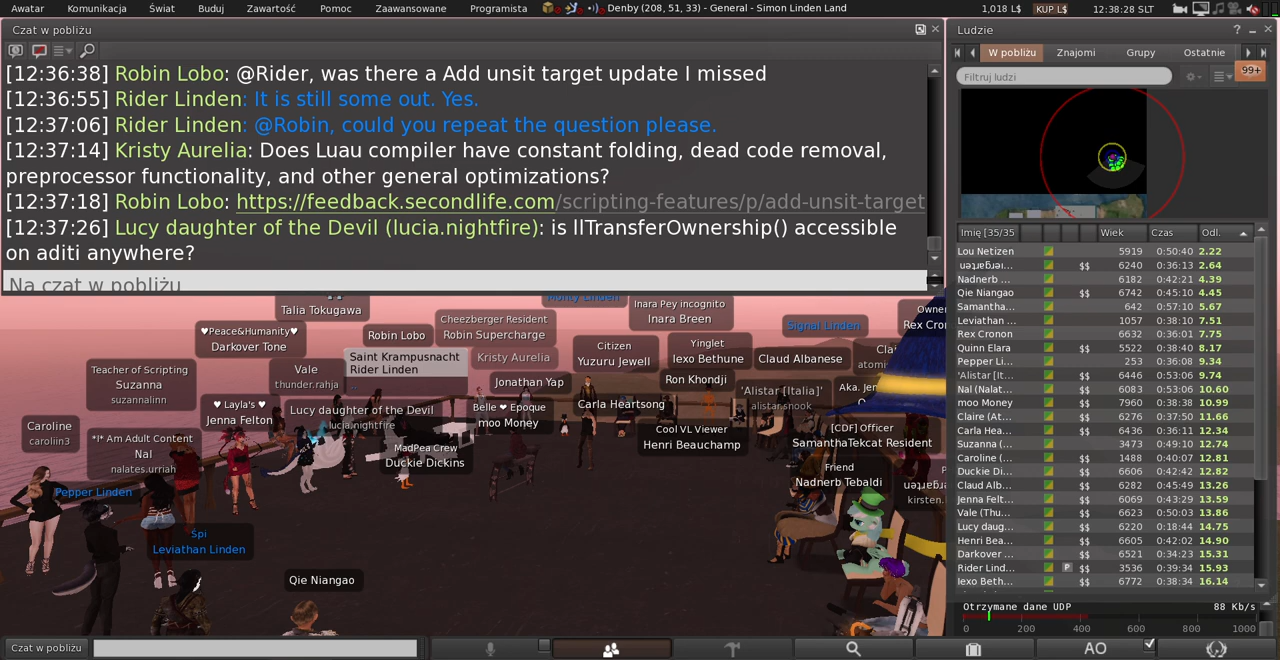 Awatar Komunikacja Świat Buduj Zawartość Pomoc Zaawansowane Programista Denby (208, 51, 33) - General - Simon Linden Land 1,018 L$ KUP L$ 12:38:28 SLT
Czat w pobliżu
[12:36:38] Robin Lobo: @Rider, was there a Add unsit target update I missed
[12:36:55] Rider Linden: It is still some out. Yes.
[12:37:06] Rider Linden: @Robin, could you repeat the question please.
[12:37:14] Kristy Aurelia: Does Luau compiler have constant folding, dead code removal,
preprocessor functionality, and other general optimizations?
[12:37:18] Robin Lobo: https://feedback.secondlife.com/scripting-features/p/add-unsit-target
[12:37:26] Lucy daughter of the Devil (lucia.nightfire): is llTransferOwnership() accessible
on aditi anywhere?
Na czat w pobliżu
Monty Linden
Talia Tokugawa
Inara Pey incognito
Inara Breen
Owne
Rex Cron
Cheezberger Resident
Robin Supercharge
Signal Linden
♥Peace&Humanity♥
Darkover Tone
Robin Lobo
Citizen
Yuzuru Jewell
Yinglet
Iexo Bethune
Saint Krampusnacht
Rider Linden
Kristy Aurelia
Claud Albanese
Cla
atomi
Teacher of Scripting
Suzanna
suzannalinn
Vale
thunder.rahja
...
Jonathan Yap
Ron Khondji
'Alistar [Italia]'
alistar.snook
Aka. Jen
♥ Layla's ♥
Jenna Felton
Lucy daughter of the Devil
lucia.nightfire
Belle ❤ Epoque
moo Money
Carla Heartsong
Caroline
caroliin3
*I* Am Adult Content
Nal
nalates.urriah
MadPea Crew
Duckie Dickins
Cool VL Viewer
Henri Beauchamp
[CDF] Officer
SamanthaTekcat Resident
Friend
Nadnerb Tebaldi
kirsten.
Pepper Linden
Śpi
Leviathan Linden
Qie Niangao
Czat w pobliżu
AO
Ludzie
? _ ×
W pobliżu Znajomi Grupy Ostatnie
99+
Filtruj ludzi
Imię [35/35 Wiek Czas Odl.
Lou Netizen 5919 0:50:40 2.22
uǝʇɹɐƃɹǝı... $$ 6240 0:36:13 2.64
Nadnerb ... 6182 0:42:21 4.39
Qie Niangao $$ 6742 0:45:10 4.45
Samantha... 642 0:57:10 5.67
Leviathan ... 1057 0:38:10 7.51
Rex Cronon 6632 0:36:01 7.75
Quinn Elara $$ 5522 0:38:40 8.17
Pepper Li... 253 0:36:08 9.34
'Alistar [It... $$ 6446 0:53:06 9.74
Nal (Nalat... $$ 6083 0:53:06 10.60
moo Money $$ 7960 0:38:38 10.99
Claire (At... $$ 6276 0:37:50 11.66
Carla Hea... $$ 6436 0:36:11 12.34
Suzanna (... 3473 0:49:10 12.74
Caroline (... $$ 1488 0:40:07 12.81
Duckie Di... $$ 6606 0:42:42 12.82
Claud Alb... $$ 6282 0:45:49 13.26
Jenna Felt... $$ 6069 0:43:29 13.59
Vale (Thu... $$ 6623 0:50:03 13.86
Lucy daug... $$ 6220 0:18:44 14.75
Henri Bea... $$ 6605 0:42:02 14.90
Darkover ... $$ 6521 0:34:23 15.31
Rider Lind... P $$ 3536 0:39:34 15.93
Iexo Beth... $$ 6772 0:38:34 16.14
Otrzymane dane UDP 88 Kb/s
0 200 400 600 800 1000